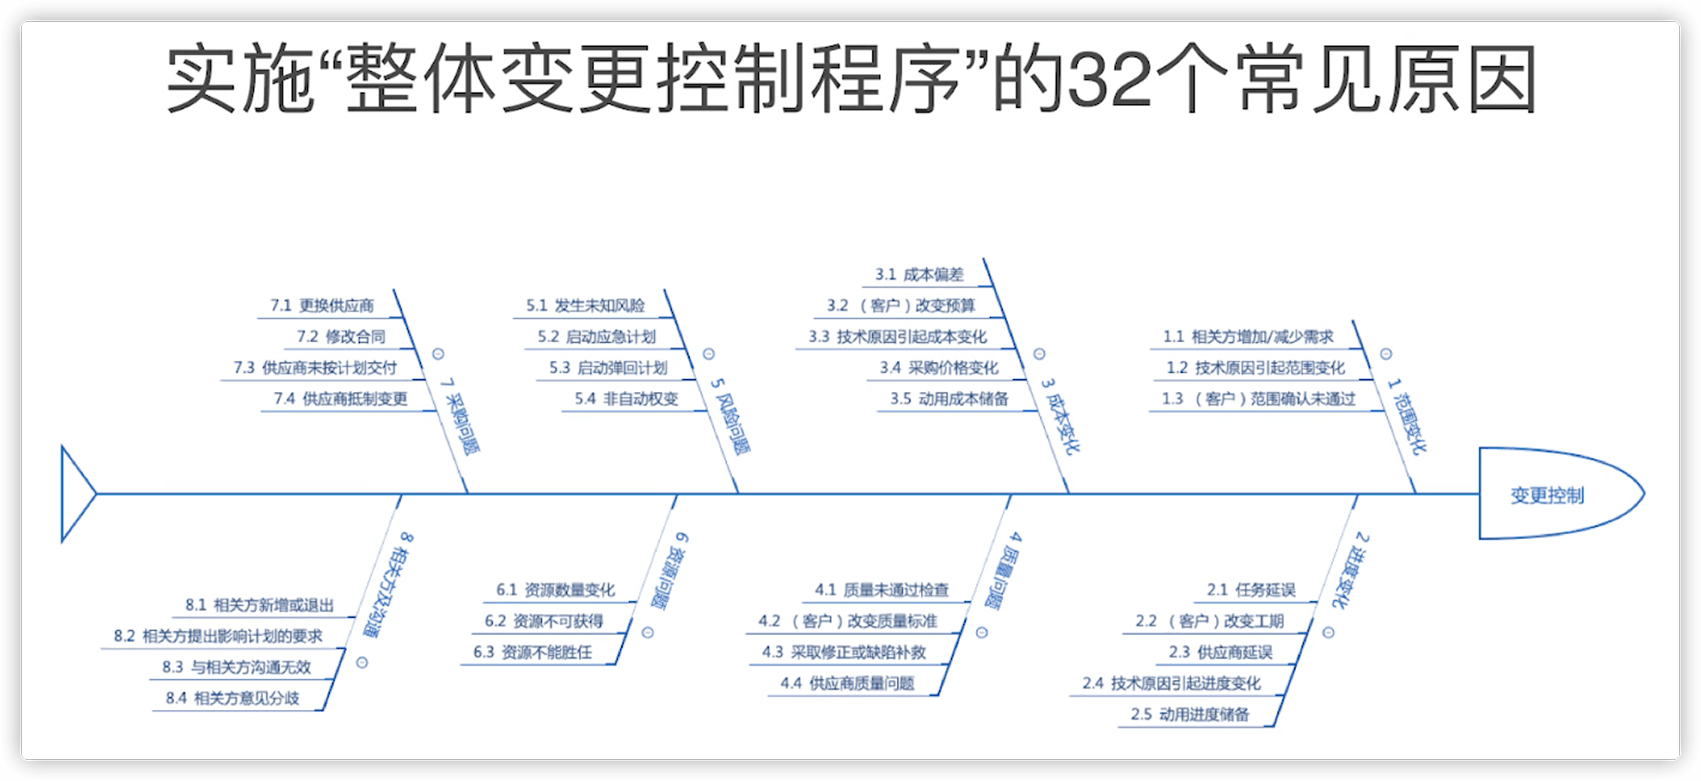 实施“整体变更控制程序”的32个常见原因
7.1 更换供应商
7.2 修改合同
7.3 供应商未按计划交付
7.4 供应商抵制变更
7 采购问题
5.1 发生未知风险
5.2 启动应急计划
5.3 启动弹回计划
5.4 非自动权变
5 风险问题
3.1 成本偏差
3.2 （客户）改变预算
3.3 技术原因引起成本变化
3.4 采购价格变化
3.5 动用成本储备
3 成本变化
1.1 相关方增加/减少需求
1.2 技术原因引起范围变化
1.3 （客户）范围确认未通过
1 范围变化
变更控制
8 相关方及沟通
8.1 相关方新增或退出
8.2 相关方提出影响计划的要求
8.3 与相关方沟通无效
8.4 相关方意见分歧
6 资源问题
6.1 资源数量变化
6.2 资源不可获得
6.3 资源不能胜任
4 质量问题
4.1 质量未通过检查
4.2 （客户）改变质量标准
4.3 采取修正或缺陷补救
4.4 供应商质量问题
2 进度变化
2.1 任务延误
2.2 （客户）改变工期
2.3 供应商延误
2.4 技术原因引起进度变化
2.5 动用进度储备